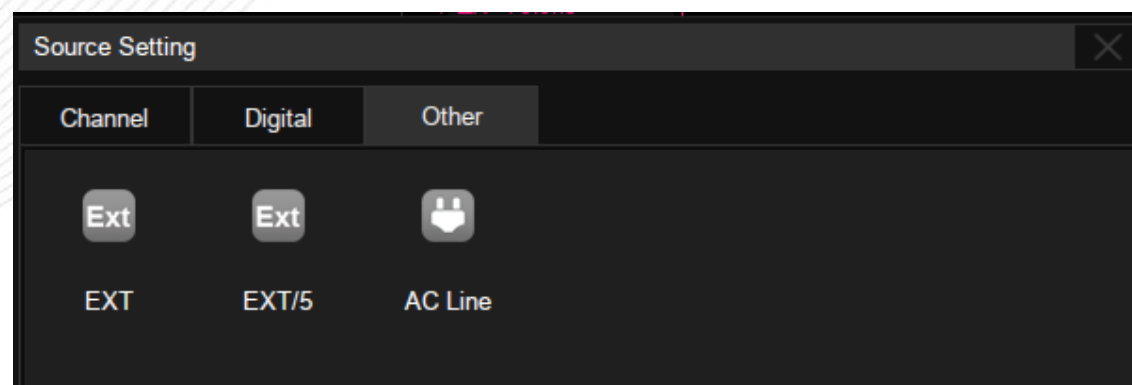 Source Setting
Channel Digital Other
Ext Ext
EXT EXT/5 AC Line